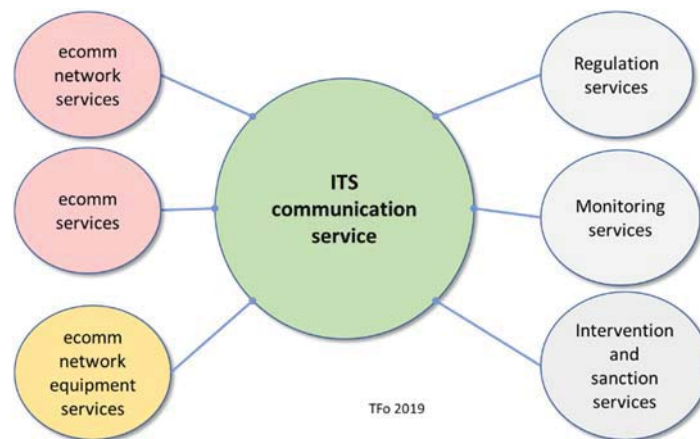 ecomm
network
services
ecomm
services
ecomm
network
equipment
services
ITS
communication
service
Regulation
services
Monitoring
services
Intervention
and
sanction
services
TFo 2019